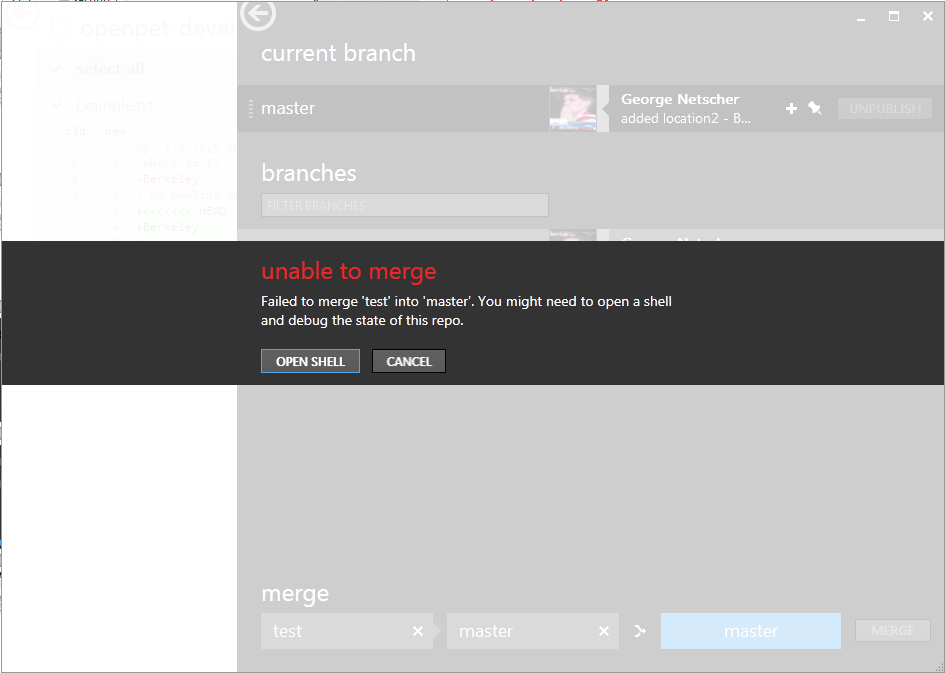 openpet-devel
select all
Example.txt
old new
1 1 Where am I?
2 -Berkeley
3 2 \ No newline
3 +<<<<<<< HEAD
4 +Berkeley
current branch
master
George Netscher
added location2 - B...
UNPUBLISH
branches
FILTER BRANCHES
unable to merge
Failed to merge 'test' into 'master'. You might need to open a shell
and debug the state of this repo.
OPEN SHELL
CANCEL
merge
test
master
master
MERGE